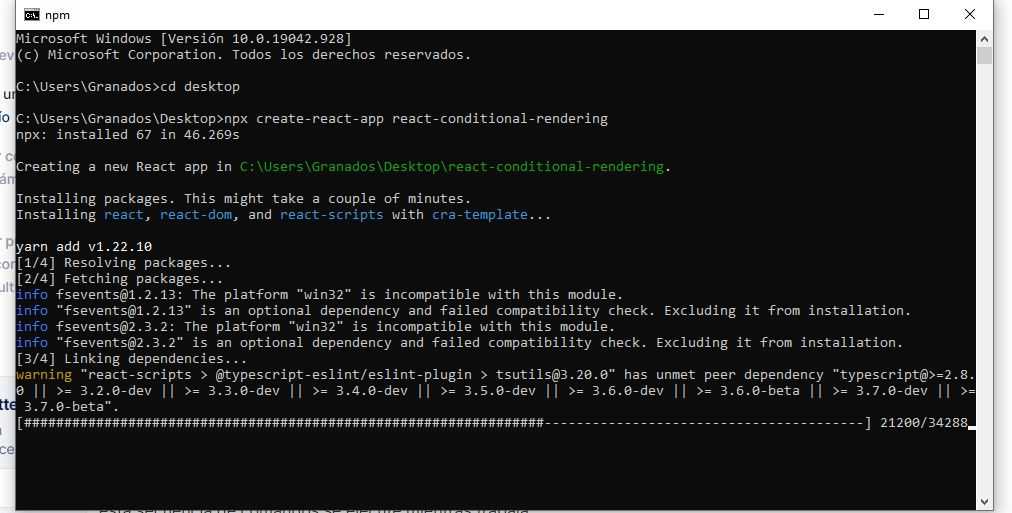 npm
Microsoft Windows [Versión 10.0.19042.928]
(c) Microsoft Corporation. Todos los derechos reservados.
C:\Users\Granados>cd desktop
C:\Users\Granados\Desktop>npx create-react-app react-conditional-rendering
npx: installed 67 in 46.269s
Creating a new React app in C:\Users\Granados\Desktop\react-conditional-rendering.
Installing packages. This might take a couple of minutes.
Installing react, react-dom, and react-scripts with cra-template...
yarn add v1.22.10
[1/4] Resolving packages...
[2/4] Fetching packages...
info fsevents@1.2.13: The platform "win32" is incompatible with this module.
info "fsevents@1.2.13" is an optional dependency and failed compatibility check. Excluding it from installation.
info fsevents@2.3.2: The platform "win32" is incompatible with this module.
info "fsevents@2.3.2" is an optional dependency and failed compatibility check. Excluding it from installation.
[3/4] Linking dependencies...
warning "react-scripts > @typescript-eslint/eslint-plugin > tsutils@3.20.0" has unmet peer dependency "typescript@>=2.8.
0 || >= 3.2.0-dev || >= 3.3.0-dev || >= 3.4.0-dev || >= 3.5.0-dev || >= 3.6.0-dev || >= 3.6.0-beta || >= 3.7.0-dev || >=
3.7.0-beta".
[#################################################################----------------------------------------] 21200/34288